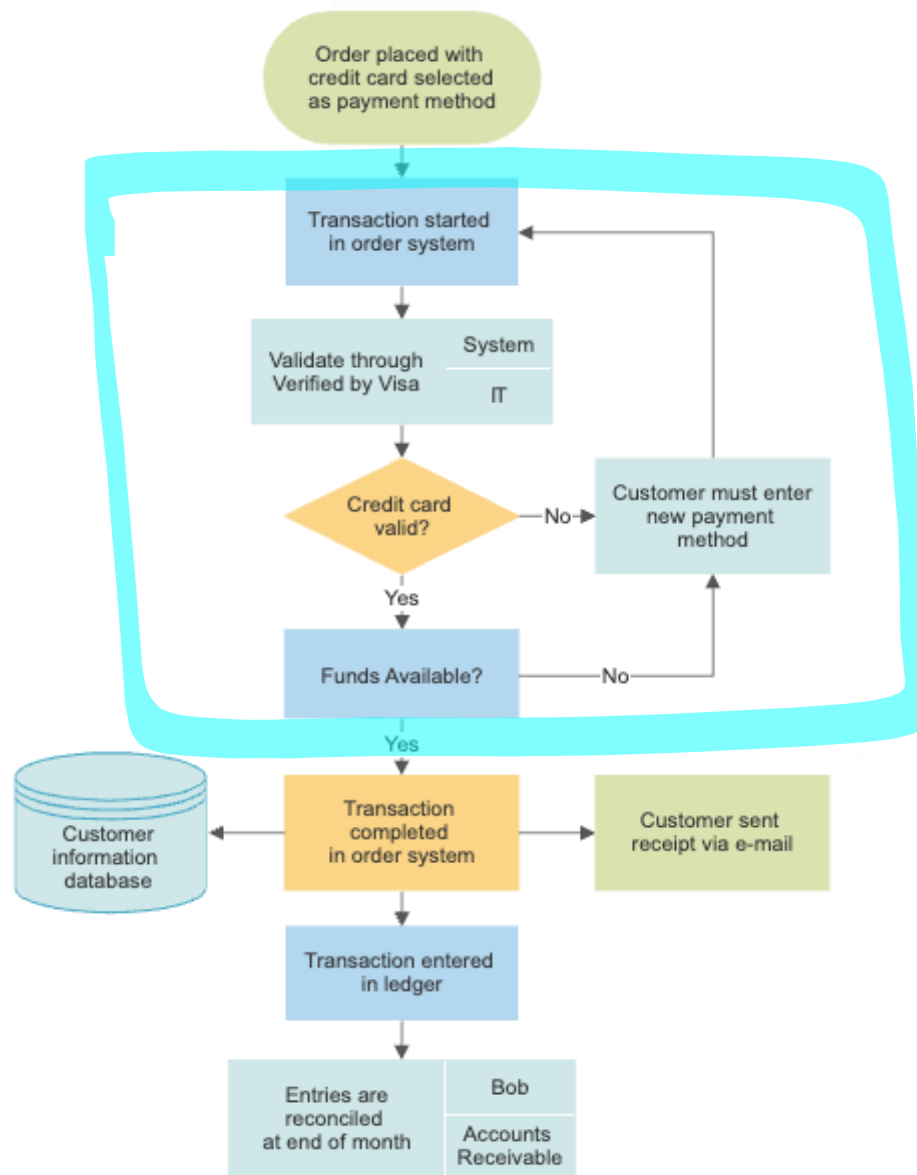 Order placed with
credit card selected
as payment method
Transaction started
in order system
Validate through
Verified by Visa
System
IT
Credit card
valid?
No
Customer must enter
new payment
method
Yes
Funds Available?
No
Yes
Customer
information
database
Transaction
completed
in order system
Customer sent
receipt via e-mail
Transaction entered
in ledger
Entries are
reconciled
at end of month
Bob
Accounts
Receivable